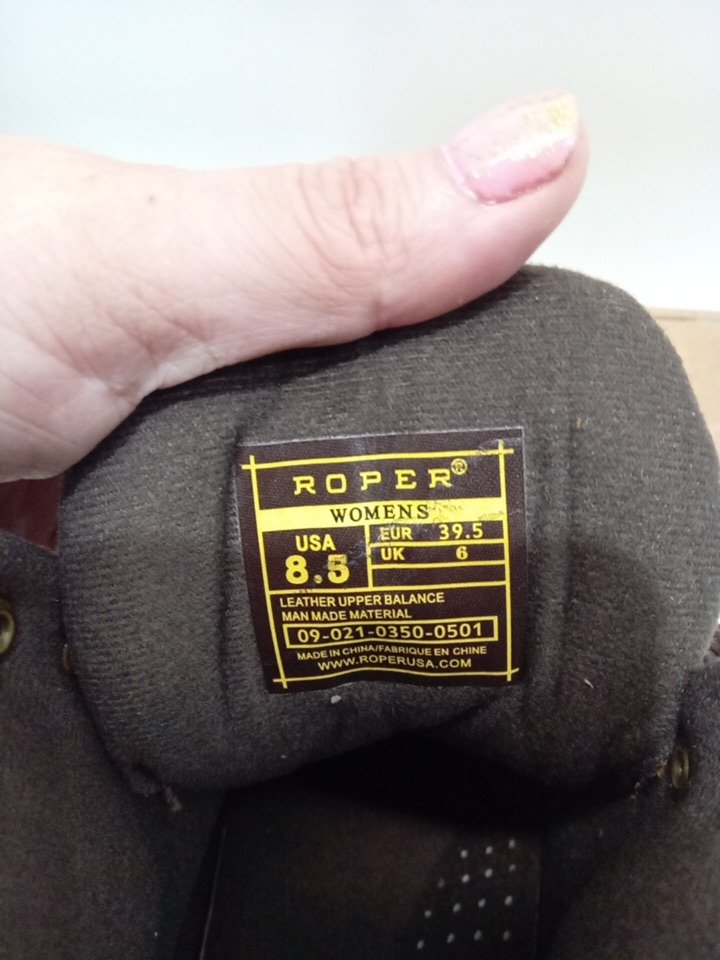 ROPER®
WOMENS
USA
8.5
EUR 39.5
UK 6
LEATHER UPPER BALANCE
MAN MADE MATERIAL
09-021-0350-0501
MADE IN CHINA/FABRIQUE EN CHINE
WWW.ROPERUSA.COM